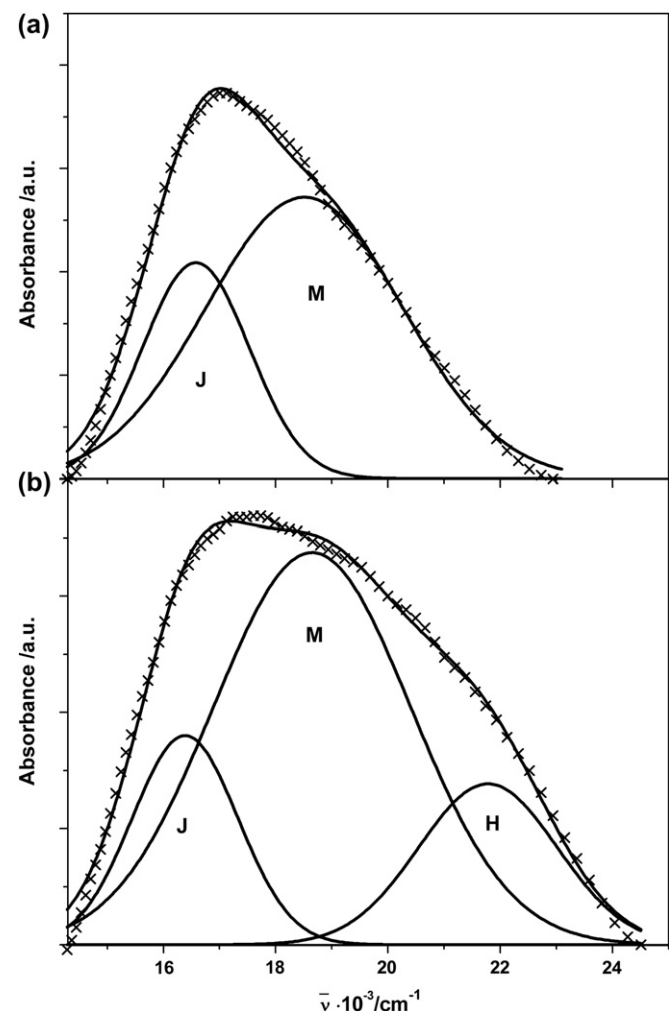 (a)
Absorbance /a.u.
M
J
(b)
Absorbance /a.u.
M
J
H
16 18 20 22 24
ν̅ ·10⁻³/cm⁻¹